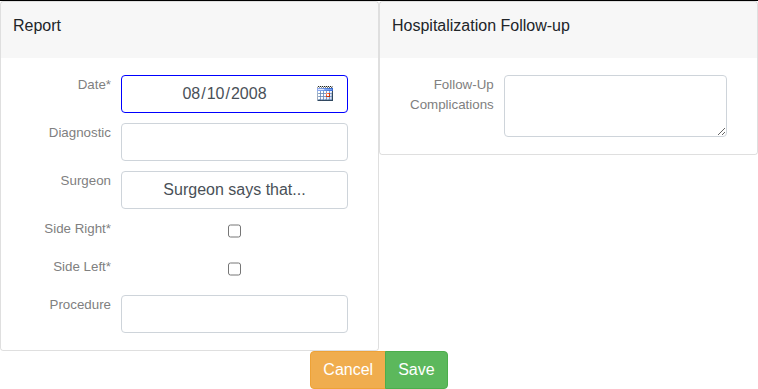 Report
Date*
08/10/2008
Diagnostic
Surgeon
Surgeon says that...
Side Right*
Side Left*
Procedure
Hospitalization Follow-up
Follow-Up
Complications
Cancel
Save